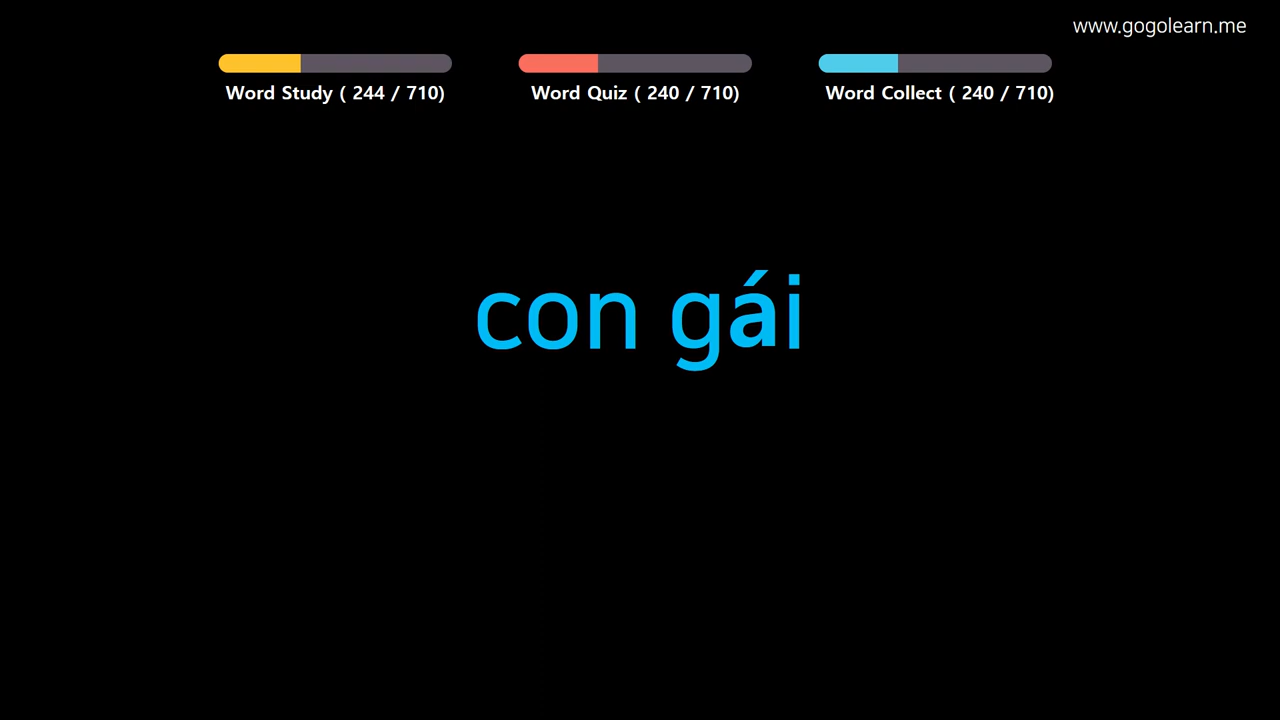 www.gogolearn.me
Word Study ( 244 / 710)
Word Quiz ( 240 / 710)
Word Collect ( 240 / 710)
con gái